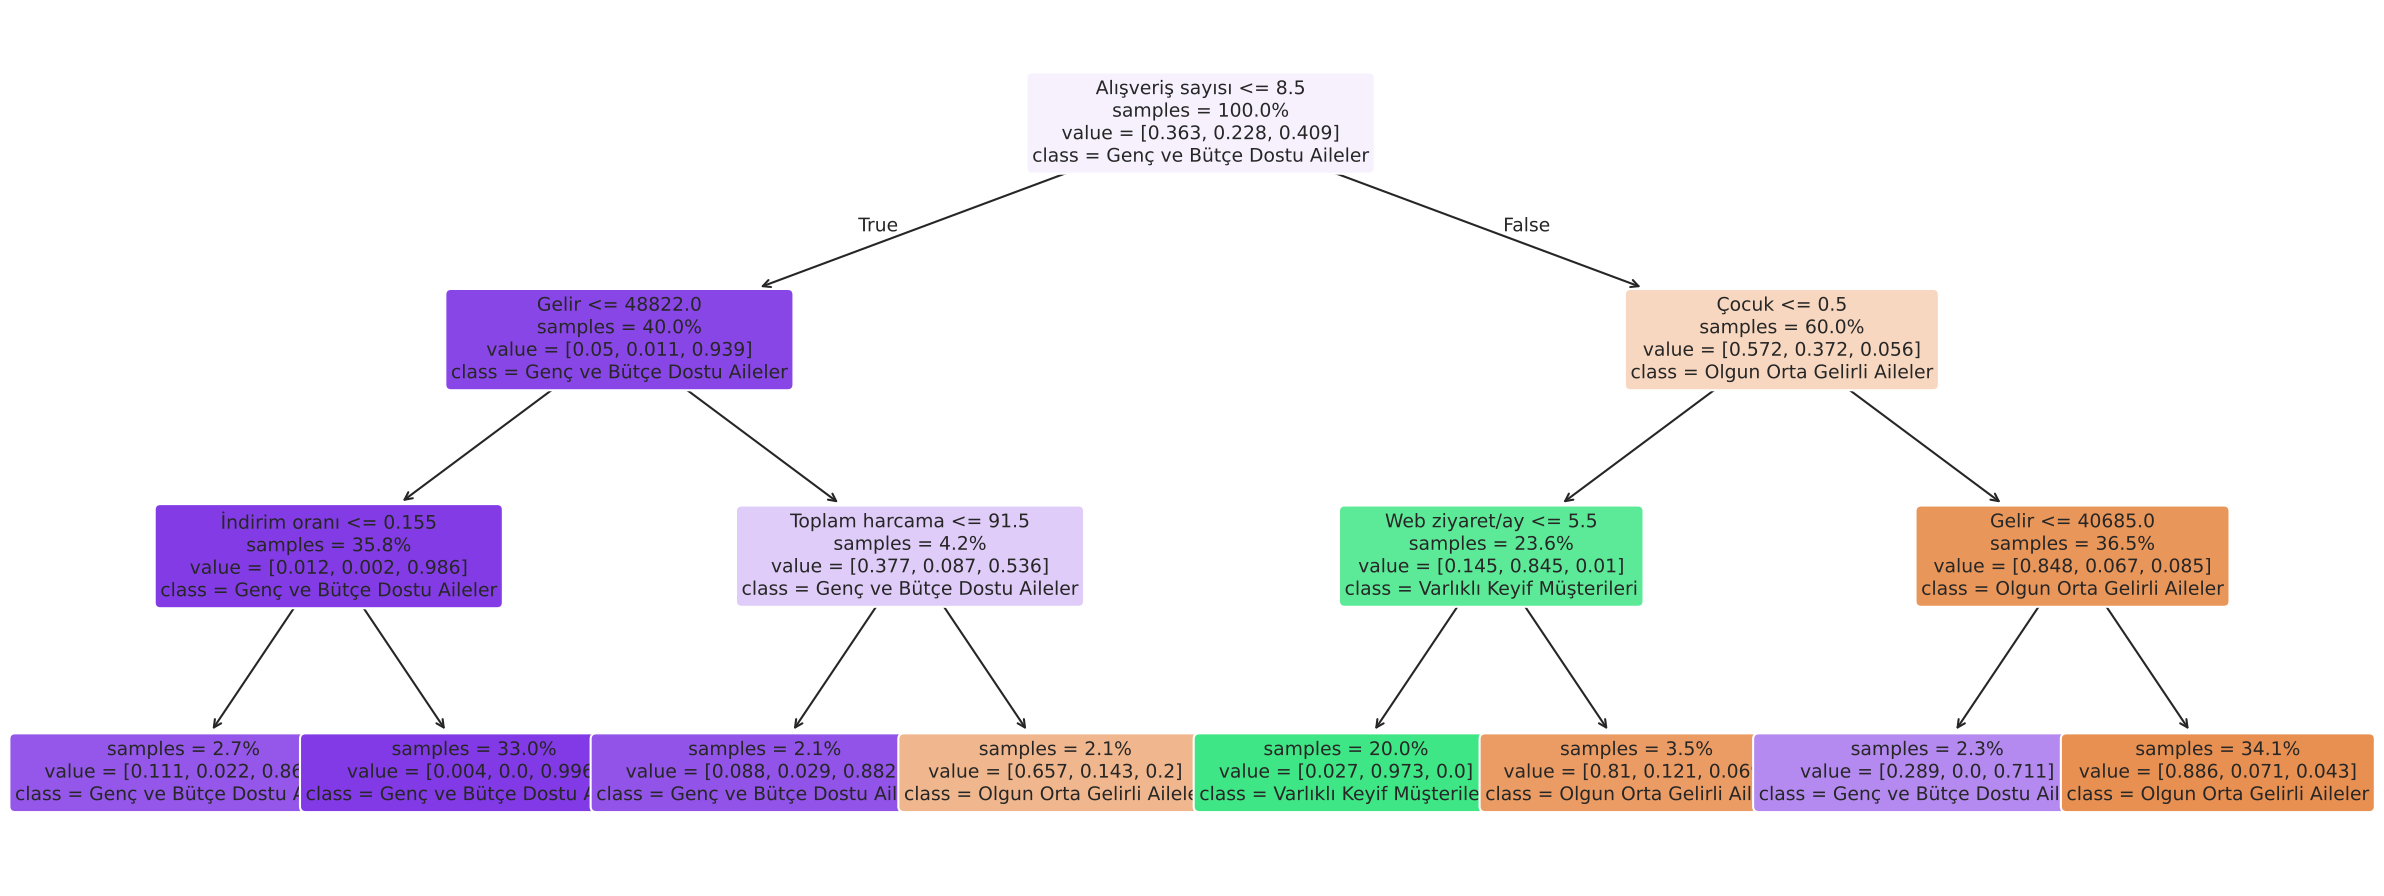 Alışveriş sayısı <= 8.5
samples = 100.0%
value = [0.363, 0.228, 0.409]
class = Genç ve Bütçe Dostu Aileler
True
False
Gelir <= 48822.0
samples = 40.0%
value = [0.05, 0.011, 0.939]
class = Genç ve Bütçe Dostu Aileler
Çocuk <= 0.5
samples = 60.0%
value = [0.572, 0.372, 0.056]
class = Olgun Orta Gelirli Aileler
İndirim oranı <= 0.155
samples = 35.8%
value = [0.012, 0.002, 0.986]
class = Genç ve Bütçe Dostu Aileler
Toplam harcama <= 91.5
samples = 4.2%
value = [0.377, 0.087, 0.536]
class = Genç ve Bütçe Dostu Aileler
Web ziyaret/ay <= 5.5
samples = 23.6%
value = [0.145, 0.845, 0.01]
class = Varlıklı Keyif Müşterileri
Gelir <= 40685.0
samples = 36.5%
value = [0.848, 0.067, 0.085]
class = Olgun Orta Gelirli Aileler
samples = 2.7%
value = [0.111, 0.022, 0.86
class = Genç ve Bütçe Dostu A
samples = 33.0%
value = [0.004, 0.0, 0.996
class = Genç ve Bütçe Dostu A
samples = 2.1%
value = [0.088, 0.029, 0.882
class = Genç ve Bütçe Dostu Ail
samples = 2.1%
value = [0.657, 0.143, 0.2]
class = Olgun Orta Gelirli Aile
samples = 20.0%
value = [0.027, 0.973, 0.0]
class = Varlıklı Keyif Müşterile
samples = 3.5%
value = [0.81, 0.121, 0.06
class = Olgun Orta Gelirli Ail
samples = 2.3%
value = [0.289, 0.0, 0.711]
class = Genç ve Bütçe Dostu Ail
samples = 34.1%
value = [0.886, 0.071, 0.043]
class = Olgun Orta Gelirli Aileler